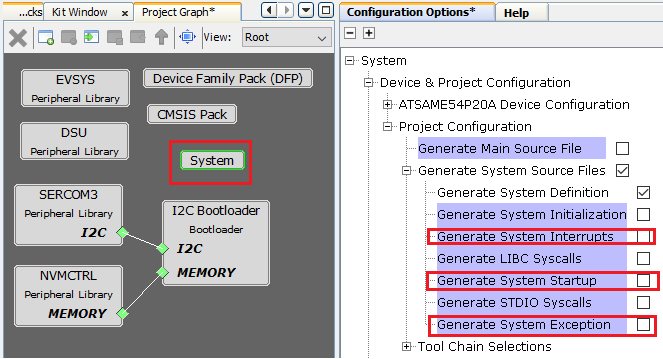 ...cks
Kit Window
Project Graph*
View:
Root
EVSYS
Peripheral Library
Device Family Pack (DFP)
CMSIS Pack
DSU
Peripheral Library
System
SERCOM3
Peripheral Library
I2C
I2C Bootloader
Bootloader
I2C
MEMORY
NVMCTRL
Peripheral Library
MEMORY
Configuration Options*
Help
System
Device & Project Configuration
ATSAME54P20A Device Configuration
Project Configuration
Generate Main Source File
Generate System Source Files
Generate System Definition
Generate System Initialization
Generate System Interrupts
Generate LIBC Syscalls
Generate System Startup
Generate STDIO Syscalls
Generate System Exception
Tool Chain Selections